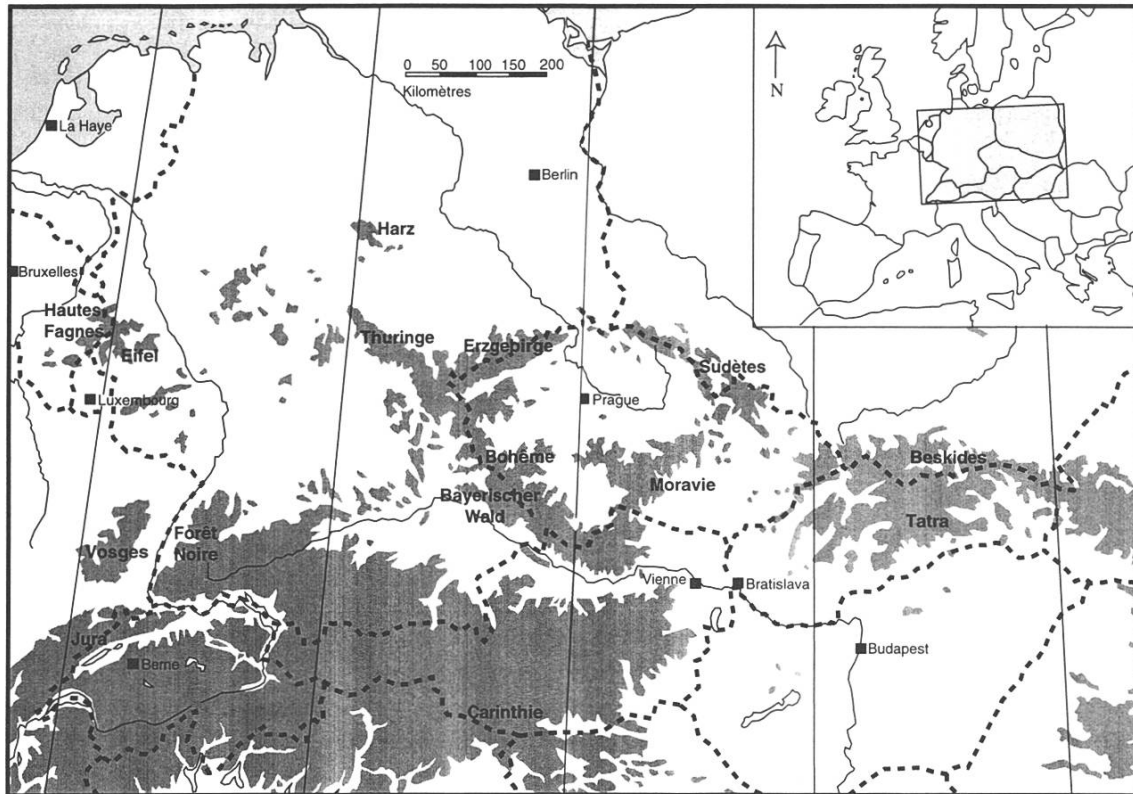 0 50 100 150 200
Kilomètres
N
La Haye
Berlin
Harz
Bruxelles
Hautes
Fagnes
Eifel
Thuringe
Erzgepirge
Sudètes
Luxembourg
Prague
Bohême
Moravie
Beskides
Bayerischer
Wald
Tatra
Forêt
Noire
Vosges
Vienne
Bratislava
Jura
Berne
Budapest
Carinthie